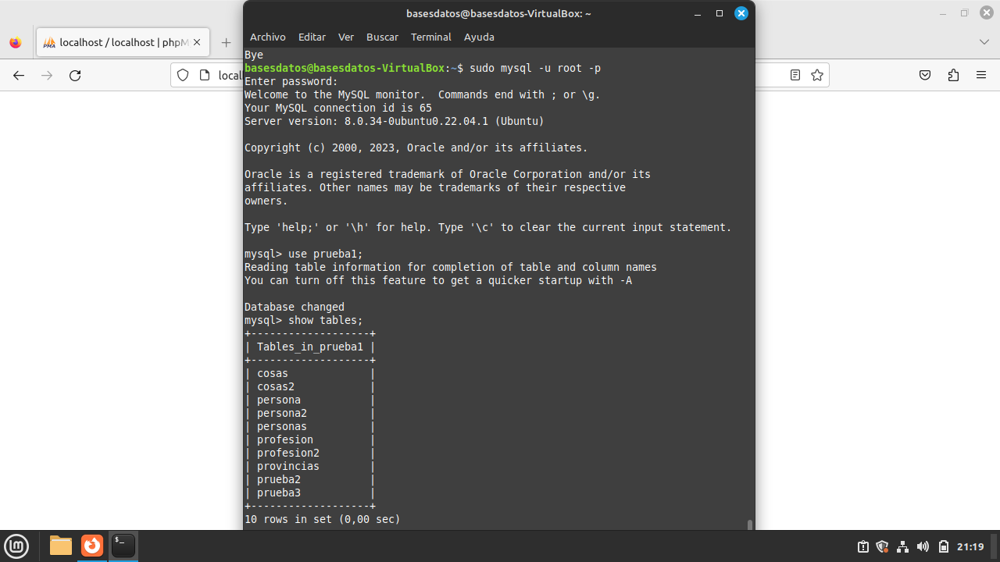 basesdatos@basesdatos-VirtualBox: ~
localhost / localhost | phpM
PMA
Archivo Editar Ver Buscar Terminal Ayuda
local
Bye
basesdatos@basesdatos-VirtualBox:~$ sudo mysql -u root -p
Enter password:
Welcome to the MySQL monitor.  Commands end with ; or \g.
Your MySQL connection id is 65
Server version: 8.0.34-0ubuntu0.22.04.1 (Ubuntu)
Copyright (c) 2000, 2023, Oracle and/or its affiliates.
Oracle is a registered trademark of Oracle Corporation and/or its
affiliates. Other names may be trademarks of their respective
owners.
Type 'help;' or '\h' for help. Type '\c' to clear the current input statement.
mysql> use prueba1;
Reading table information for completion of table and column names
You can turn off this feature to get a quicker startup with -A
Database changed
mysql> show tables;
+-------------------+
| Tables_in_prueba1 |
+-------------------+
| cosas             |
| cosas2            |
| persona           |
| persona2          |
| personas          |
| profesion         |
| profesion2        |
| provincias        |
| prueba2           |
| prueba3           |
+-------------------+
10 rows in set (0,00 sec)
$_
21:19